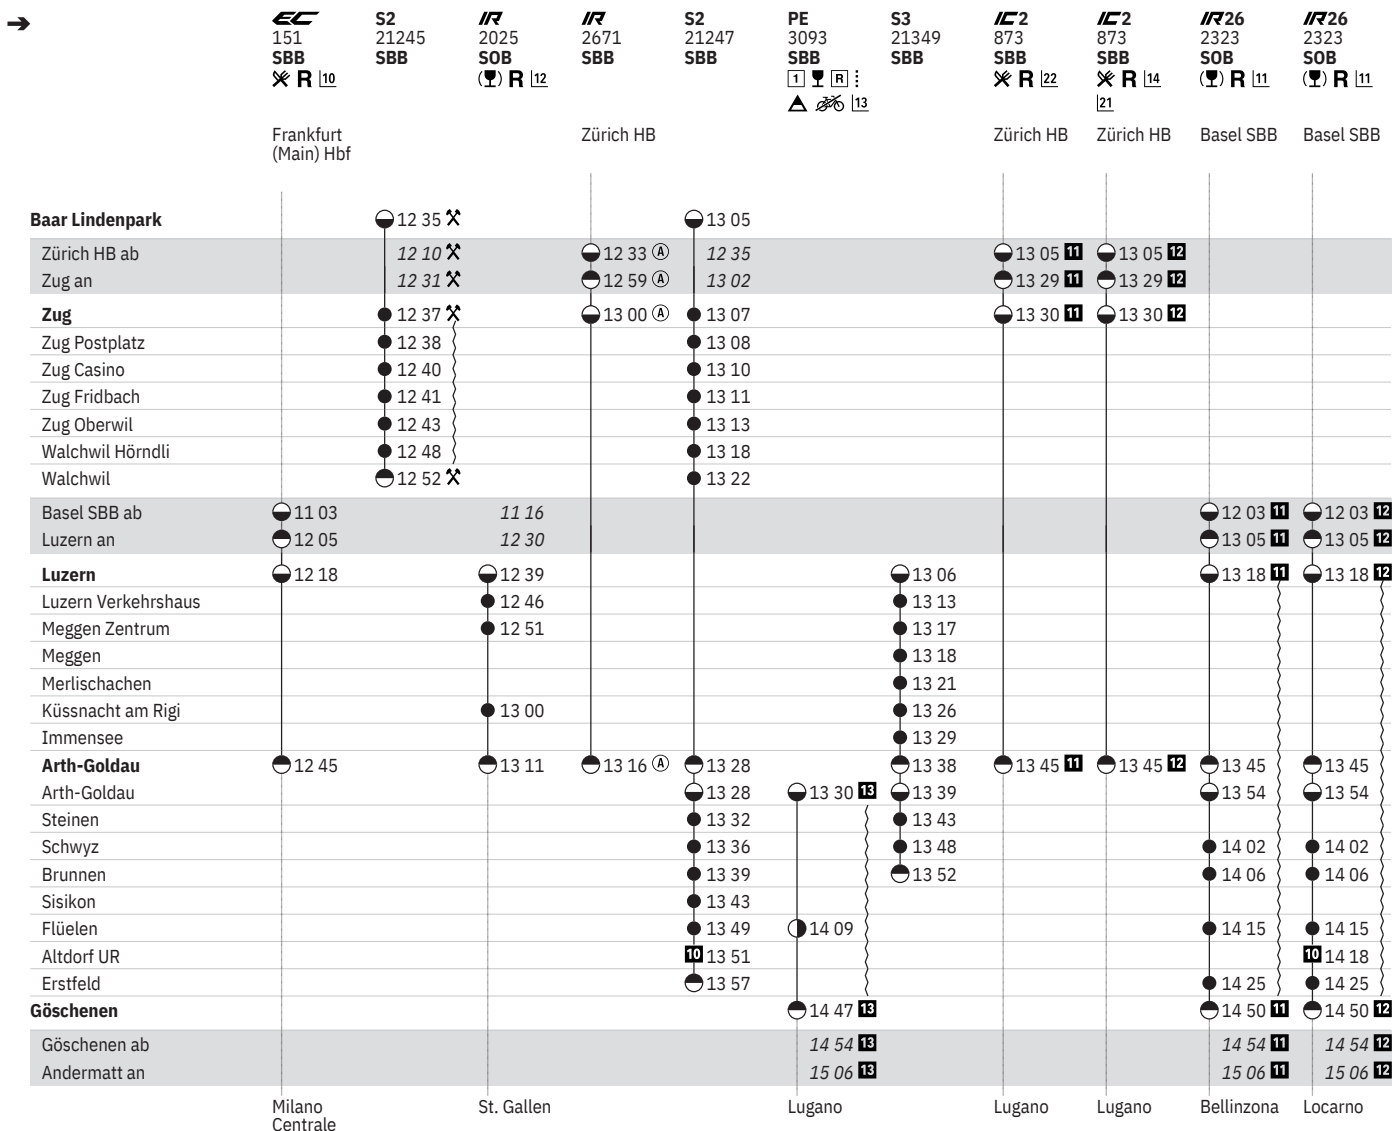 ➔ EC S2 IR IR S2 PE S3 IC2 IC2 IR26 IR26
151 21245 2025 2671 21247 3093 21349 873 873 2323 2323
SBB SBB SOB SBB SBB SBB SBB SBB SBB SOB SOB
R 10 R 12 1 R R 22 R 14 R 11 R 11
13 21
Frankfurt Zürich HB Zürich HB Zürich HB Basel SBB Basel SBB
(Main) Hbf
Baar Lindenpark 12 35 13 05
Zürich HB ab 12 10 12 33 A 12 35 13 05 11 13 05 12
Zug an 12 31 12 59 A 13 02 13 29 11 13 29 12
Zug 12 37 13 00 A 13 07 13 30 11 13 30 12
Zug Postplatz 12 38 13 08
Zug Casino 12 40 13 10
Zug Fridbach 12 41 13 11
Zug Oberwil 12 43 13 13
Walchwil Hörndli 12 48 13 18
Walchwil 12 52 13 22
Basel SBB ab 11 03 11 16 12 03 11 12 03 12
Luzern an 12 05 12 30 13 05 11 13 05 12
Luzern 12 18 12 39 13 06 13 18 11 13 18 12
Luzern Verkehrshaus 12 46 13 13
Meggen Zentrum 12 51 13 17
Meggen 13 18
Merlischachen 13 21
Küssnacht am Rigi 13 00 13 26
Immensee 13 29
Arth-Goldau 12 45 13 11 13 16 A 13 28 13 38 13 45 11 13 45 12 13 45 13 45
Arth-Goldau 13 28 13 30 13 13 39 13 54 13 54
Steinen 13 32 13 43
Schwyz 13 36 13 48 14 02 14 02
Brunnen 13 39 13 52 14 06 14 06
Sisikon 13 43
Flüelen 13 49 14 09 14 15 14 15
Altdorf UR 10 13 51 10 14 18
Erstfeld 13 57 14 25 14 25
Göschenen 14 47 13 14 50 11 14 50 12
Göschenen ab 14 54 13 14 54 11 14 54 12
Andermatt an 15 06 13 15 06 11 15 06 12
Milano St. Gallen Lugano Lugano Lugano Bellinzona Locarno
Centrale